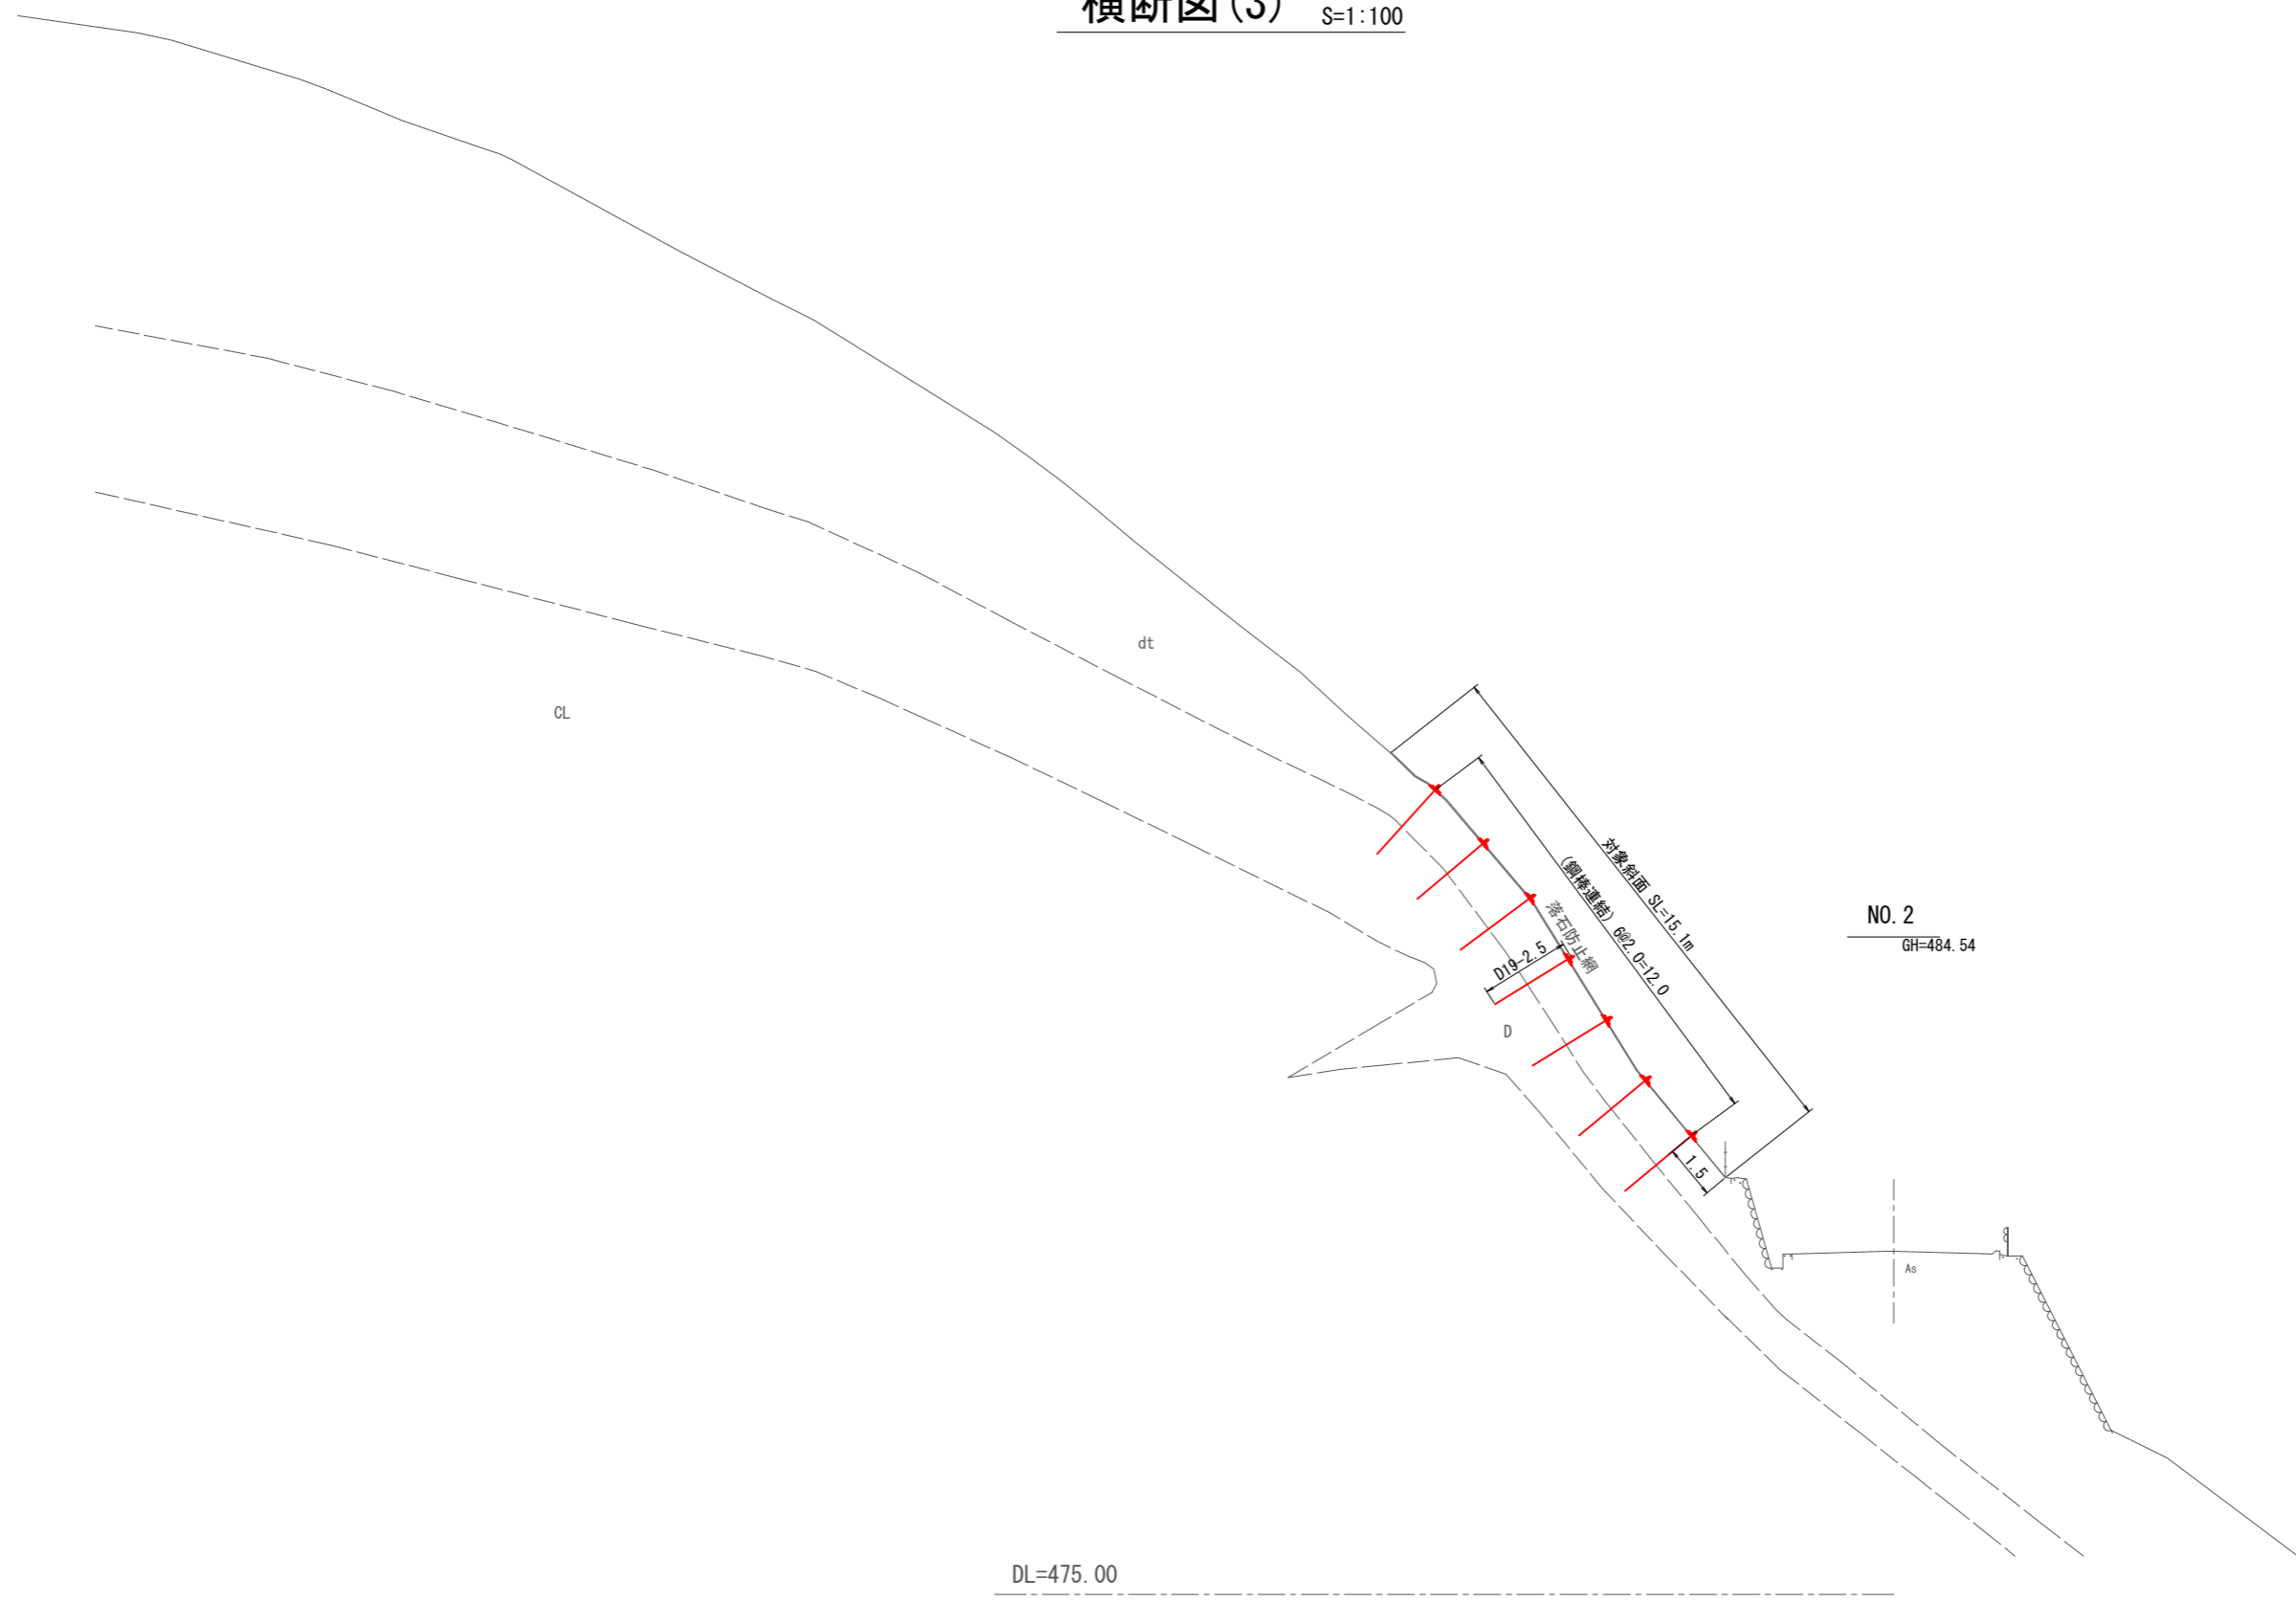 横断図(3) S=1:100
dt
CL
対象斜面 SL=15.1m
(鋼棒連結) 6@2.0=12.0
落石防止網
D19-2.5
D
1.5
NO.2
GH=484.54
As
DL=475.00